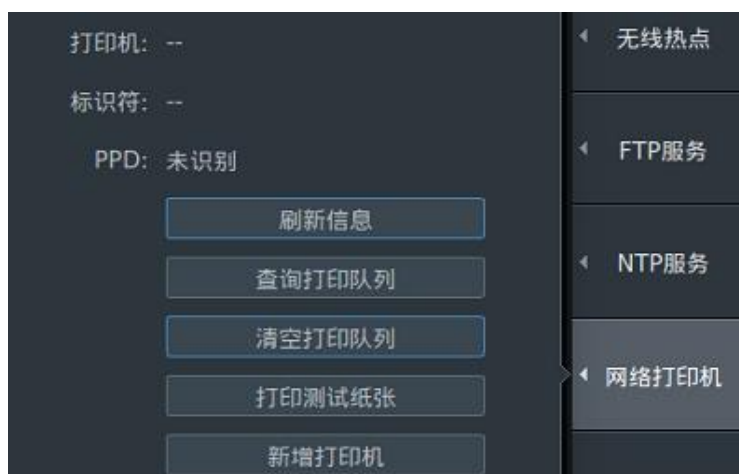 打印机: --
标识符: --
PPD: 未识别
刷新信息
查询打印队列
清空打印队列
打印测试纸张
新增打印机
无线热点
FTP服务
NTP服务
网络打印机